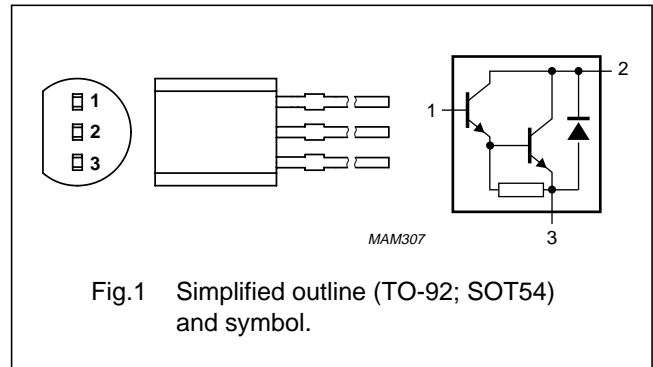 1
2
3
1
2
3
MAM307
Fig.1 Simplified outline (TO-92; SOT54)
and symbol.